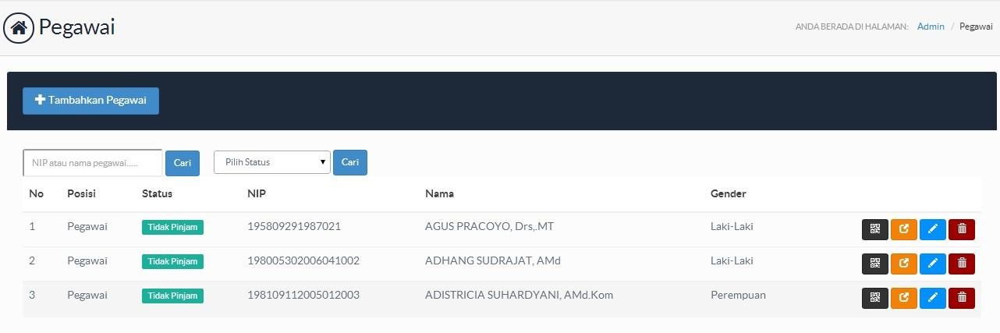 Pegawai
ANDA BERADA DI HALAMAN: Admin / Pegawai
Tambahkan Pegawai
NIP atau nama pegawai..... Cari Pilih Status Cari
No Posisi Status NIP Nama Gender
1 Pegawai Tidak Pinjam 195809291987021 AGUS PRACOYO, Drs,.MT Laki-Laki
2 Pegawai Tidak Pinjam 198005302006041002 ADHANG SUDRAJAT, AMd Laki-Laki
3 Pegawai Tidak Pinjam 198109112005012003 ADISTRICIA SUHARDYANI, AMd.Kom Perempuan